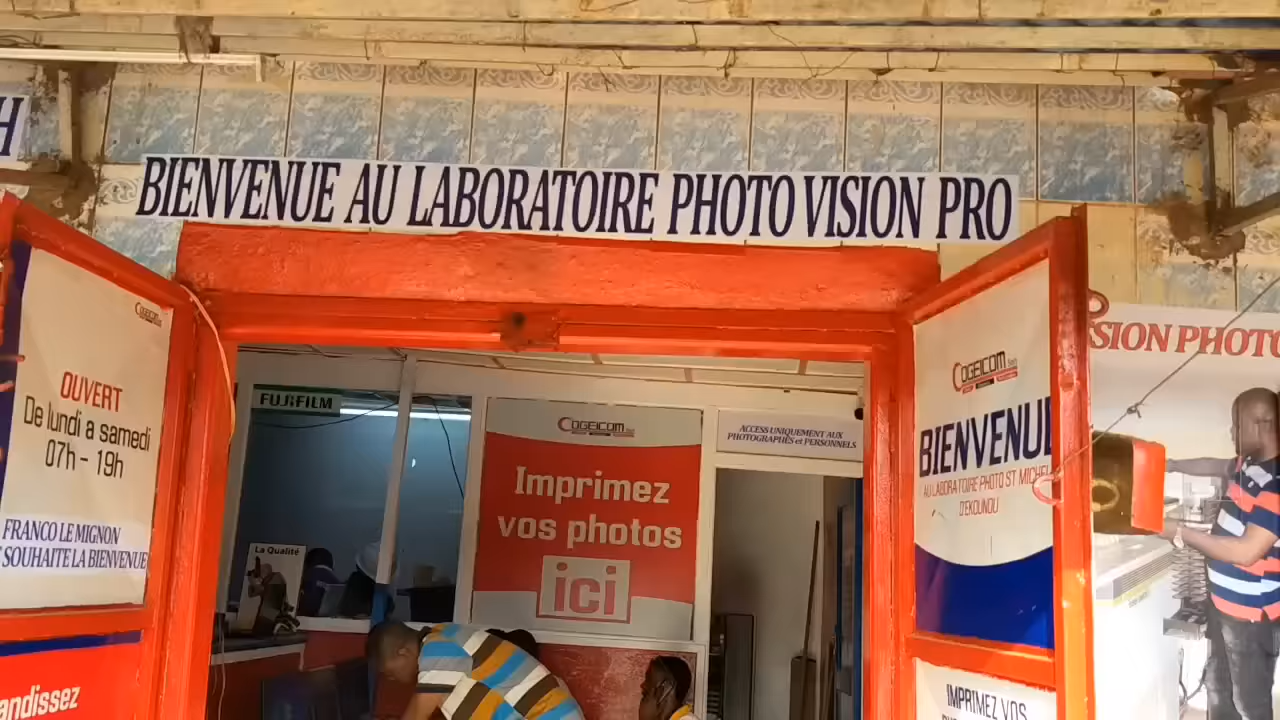 H
BIENVENUE AU LABORATOIRE PHOTO VISION PRO
COGEICOM
OUVERT
De lundi a samedi
07h - 19h
FRANCO LE MIGNON
SOUHAITE LA BIENVENUE
andissez
FUJIFILM
La Qualité
COGEICOM
Imprimez
vos photos
ici
ACCESS UNIQUEMENT AUX
PHOTOGRAPHES et PERSONNELS
COGEICOM
BIENVENUE
AU LABORATOIRE PHOTO ST MICHEL
D'EKOUNOU
IMPRIMEZ VOS
SION PHOTO